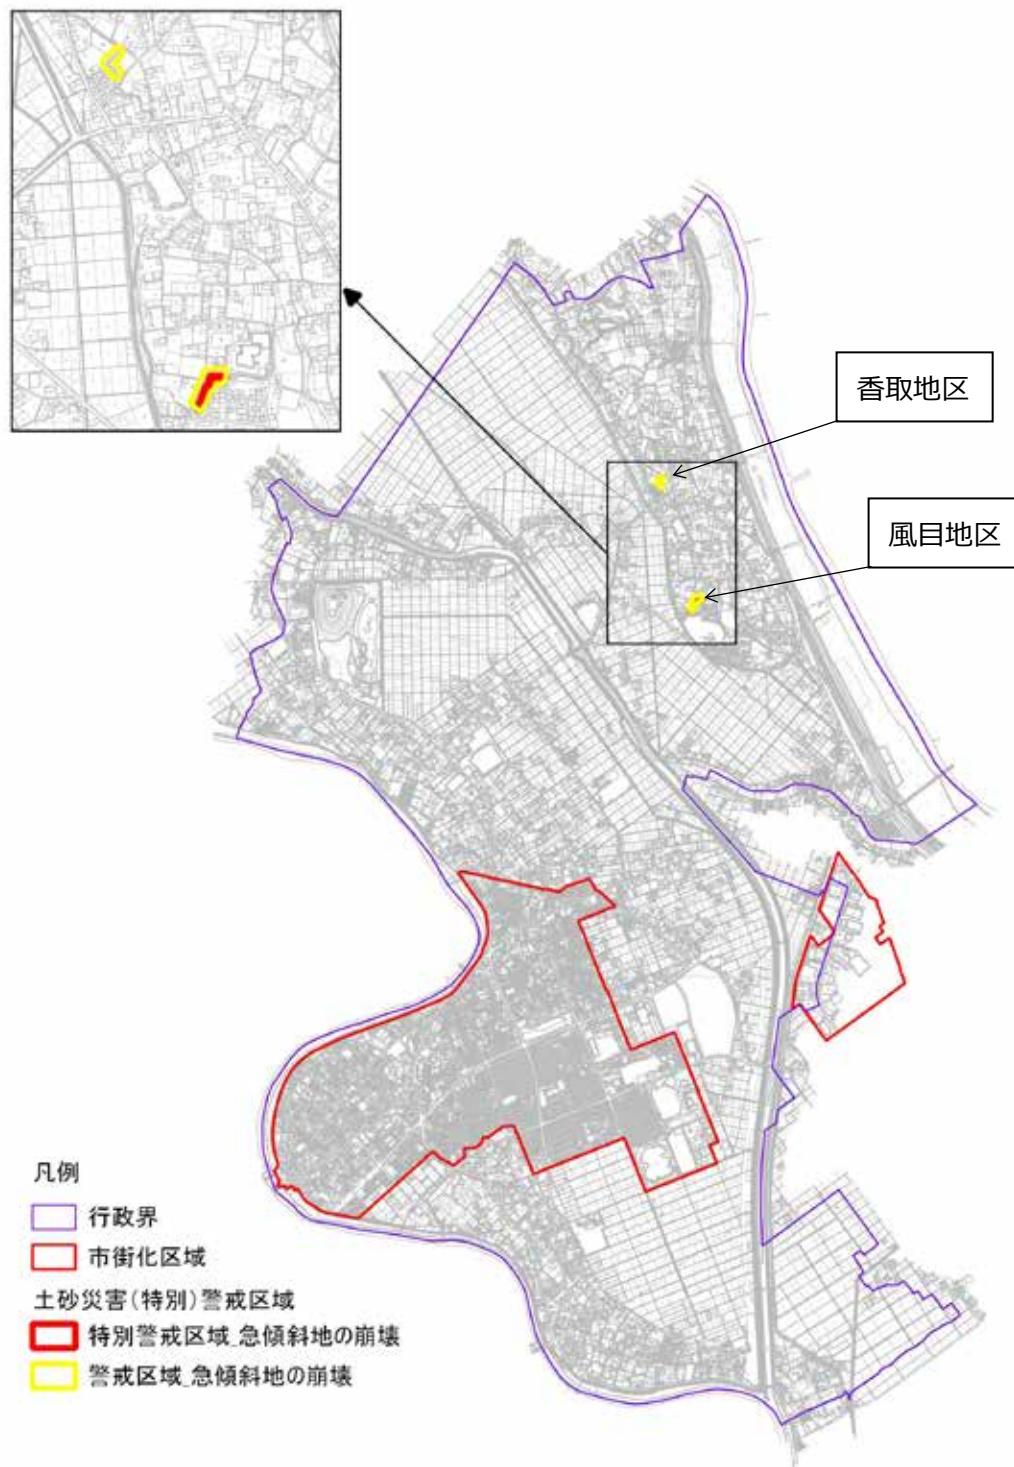 香取地区
風目地区
凡例
行政界
市街化区域
土砂災害(特別)警戒区域
特別警戒区域_急傾斜地の崩壊
警戒区域_急傾斜地の崩壊